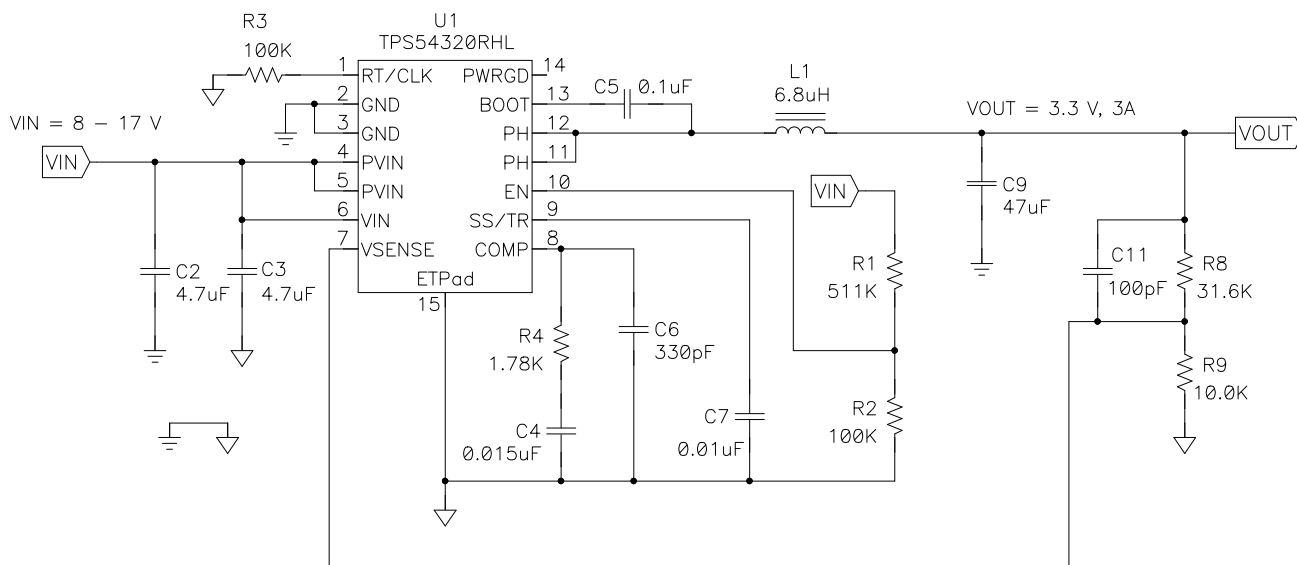 R3
100K
U1
TPS54320RHL
1
RT/CLK
2
GND
3
GND
4
PVIN
5
PVIN
6
VIN
7
VSENSE
ETPad
15
PWRGD
14
BOOT
13
PH
12
PH
11
EN
10
SS/TR
9
COMP
8
VIN = 8 – 17 V
VIN
C2
4.7uF
C3
4.7uF
C5
0.1uF
L1
6.8uH
VOUT = 3.3 V, 3A
VOUT
C9
47uF
VIN
R1
511K
R2
100K
R4
1.78K
C4
0.015uF
C6
330pF
C7
0.01uF
C11
100pF
R8
31.6K
R9
10.0K